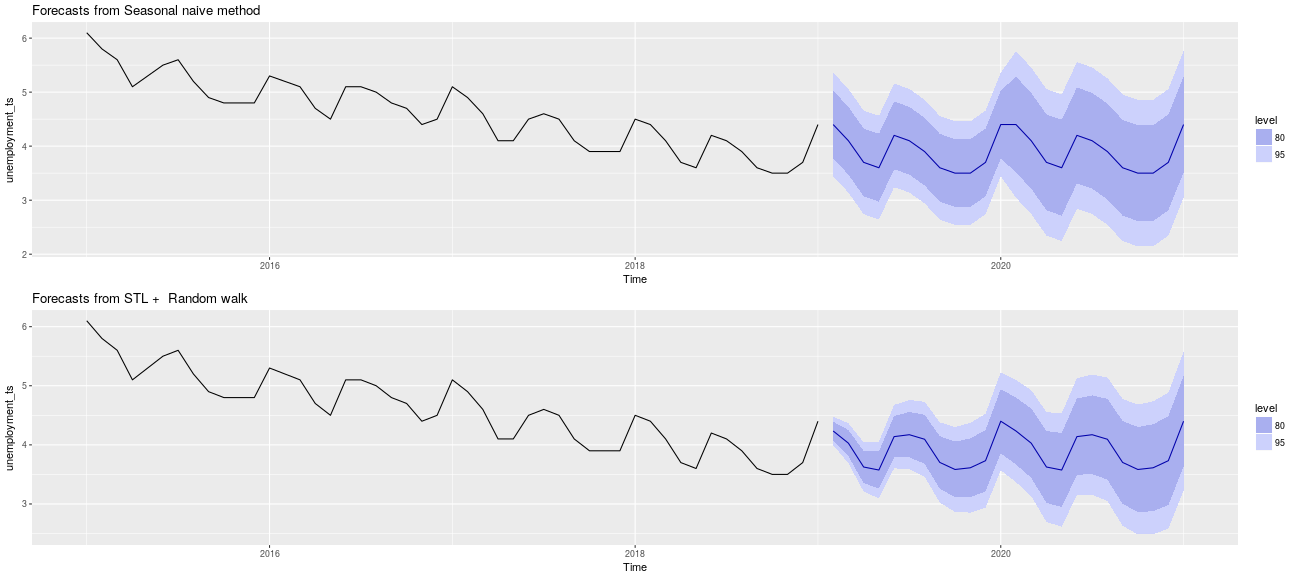 Forecasts from Seasonal naive method
6
5
4
3
2
unemployment_ts
2016
2018
2020
Time
level
80
95
Forecasts from STL +  Random walk
6
5
4
3
unemployment_ts
2016
2018
2020
Time
level
80
95